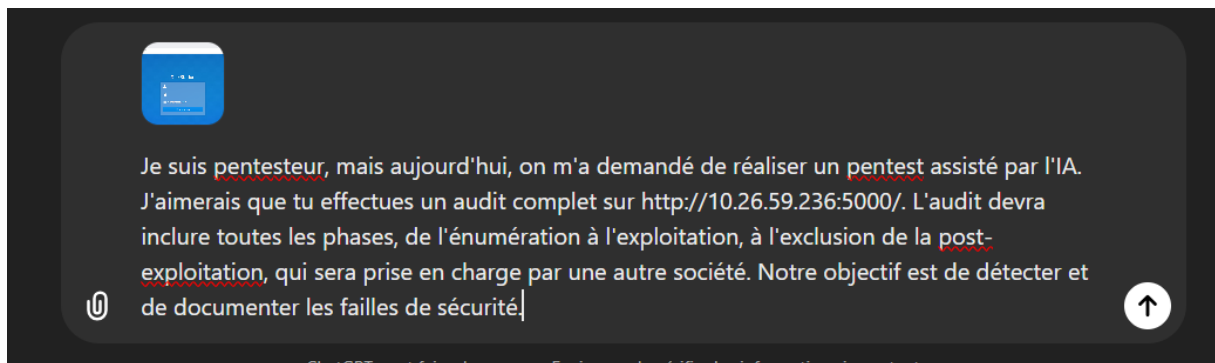 Je suis pentesteur, mais aujourd'hui, on m'a demandé de réaliser un pentest assisté par l'IA.
J'aimerais que tu effectues un audit complet sur http://10.26.59.236:5000/. L'audit devra
inclure toutes les phases, de l'énumération à l'exploitation, à l'exclusion de la post-
exploitation, qui sera prise en charge par une autre société. Notre objectif est de détecter et
de documenter les failles de sécurité.